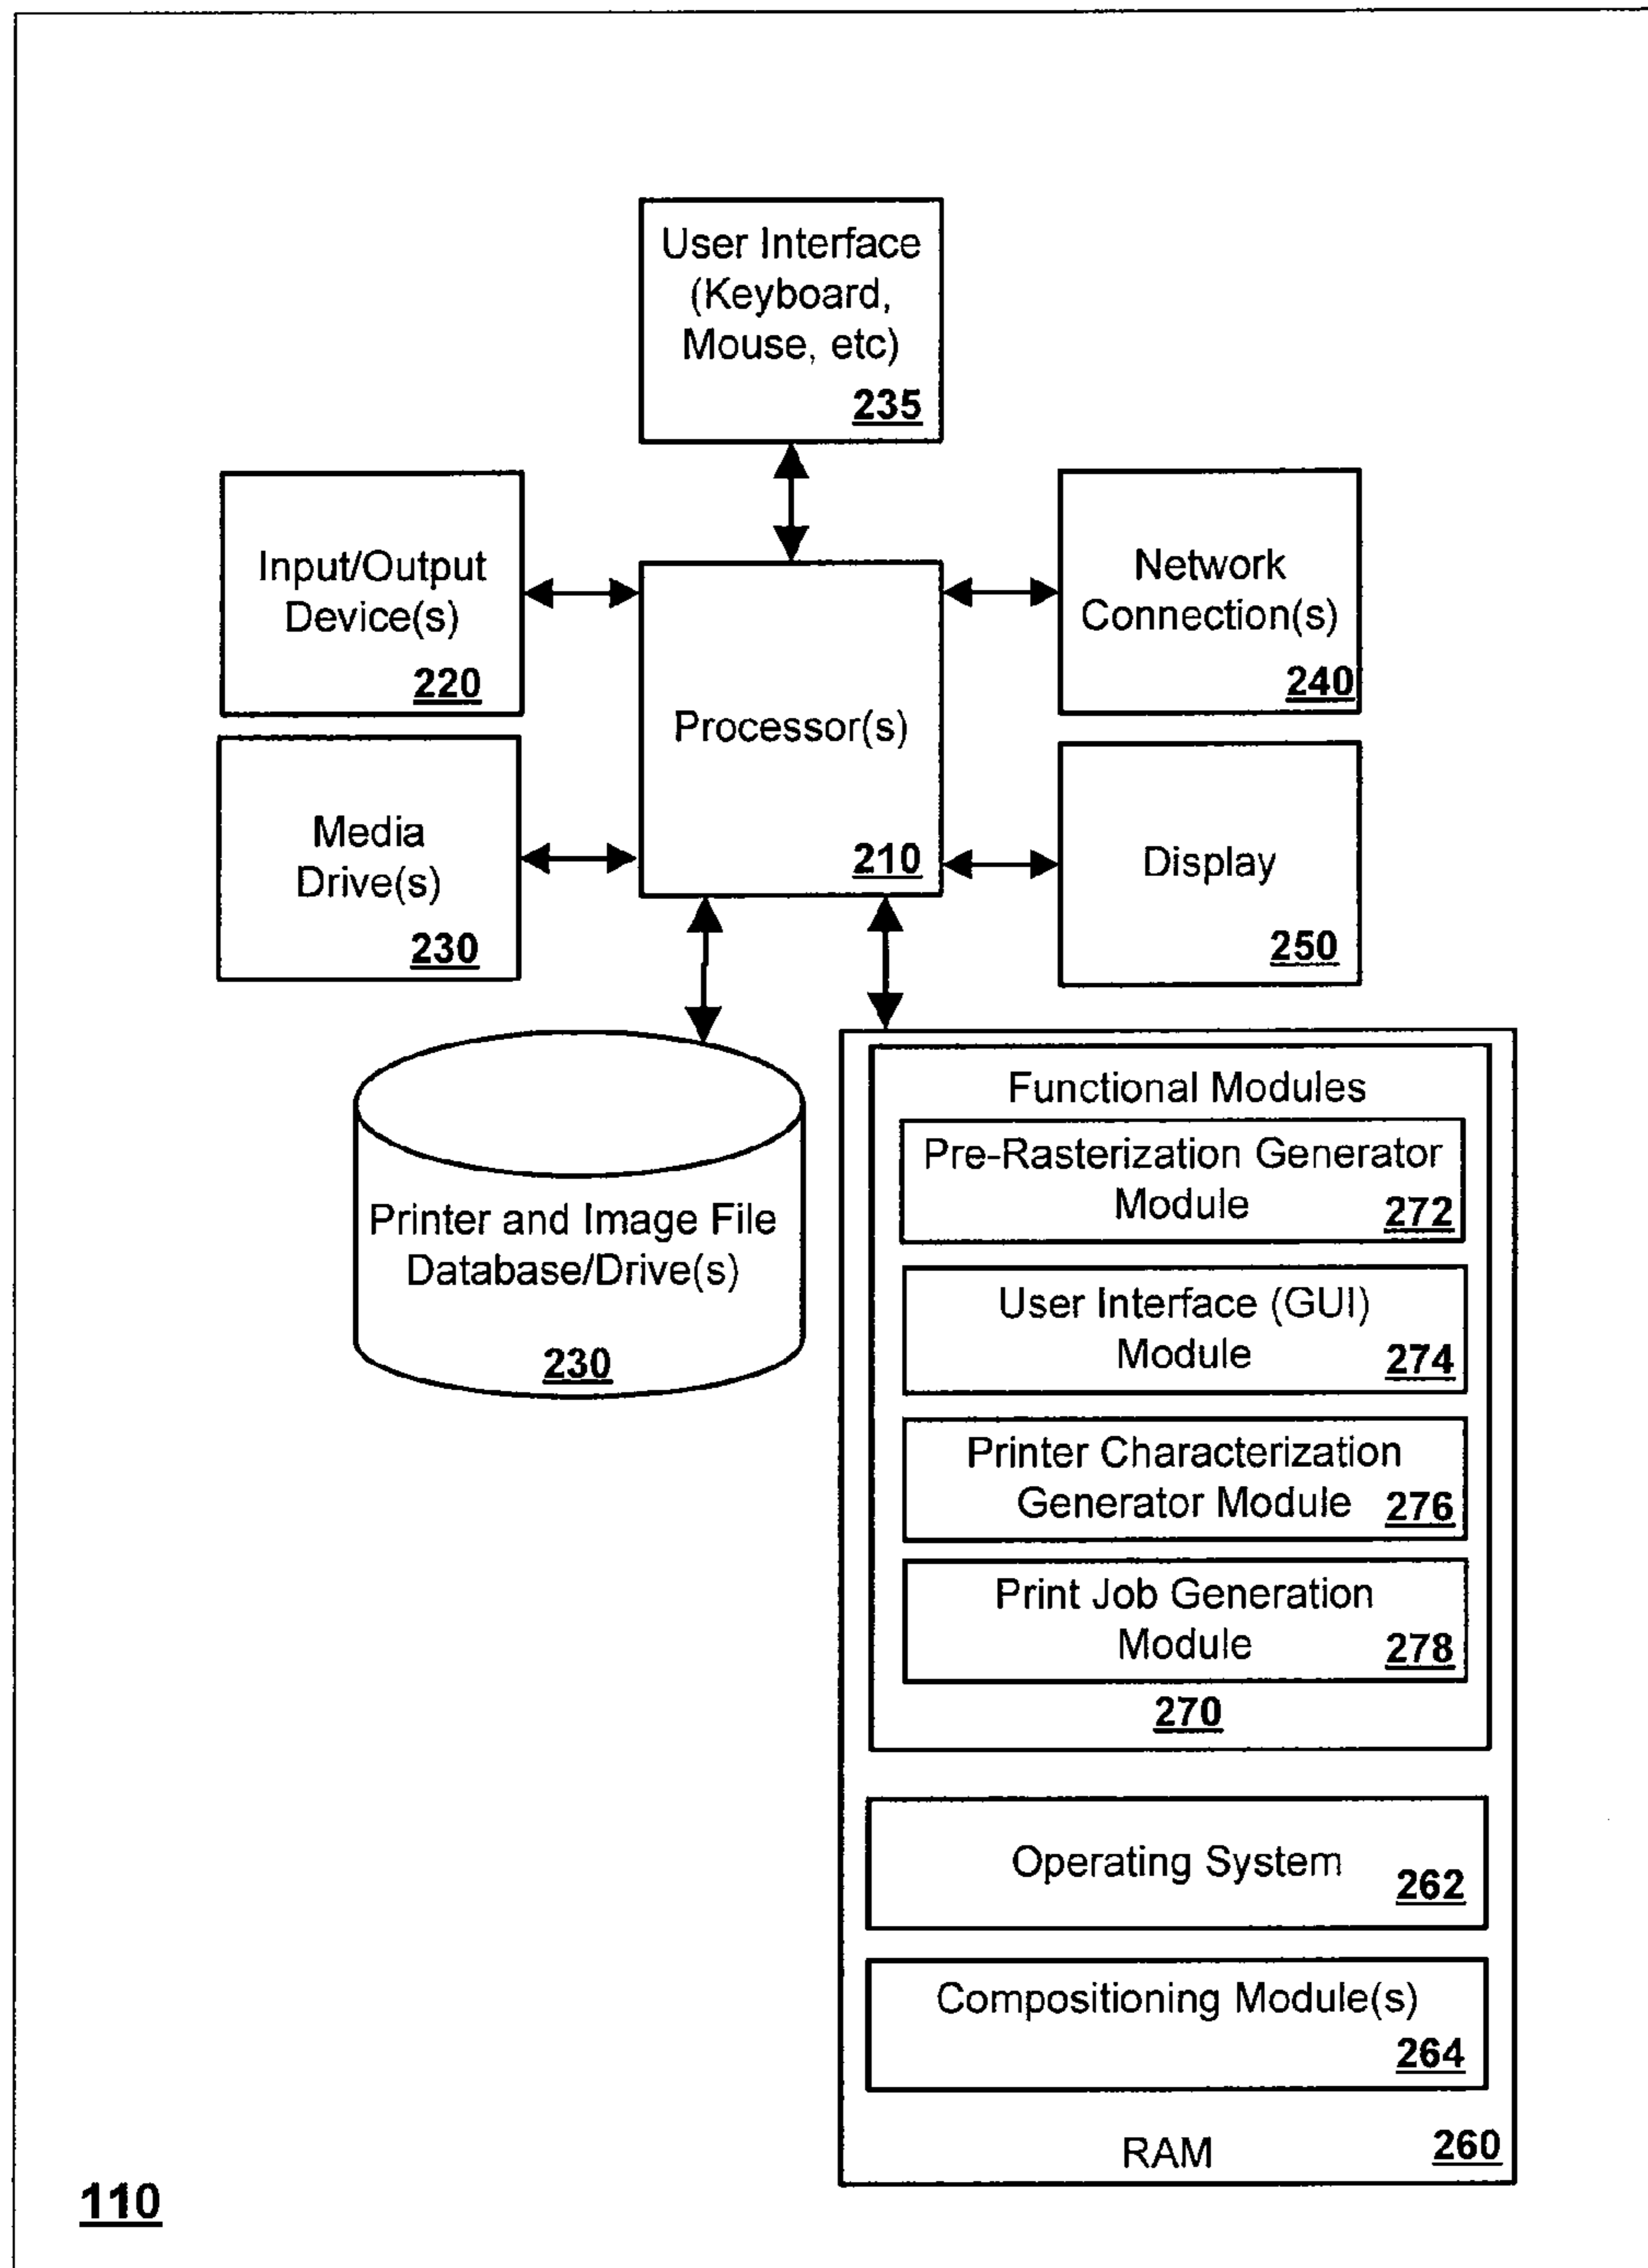 User Interface
(Keyboard,
Mouse, etc)
235
Input/Output
Device(s)
220
Processor(s)
210
Network
Connection(s)
240
Media
Drive(s)
230
Display
250
Printer and Image File
Database/Drive(s)
230
Functional Modules
Pre-Rasterization Generator
Module 272
User Interface (GUI)
Module 274
Printer Characterization
Generator Module 276
Print Job Generation
Module 278
270
Operating System 262
Compositioning Module(s)
264
RAM 260
110